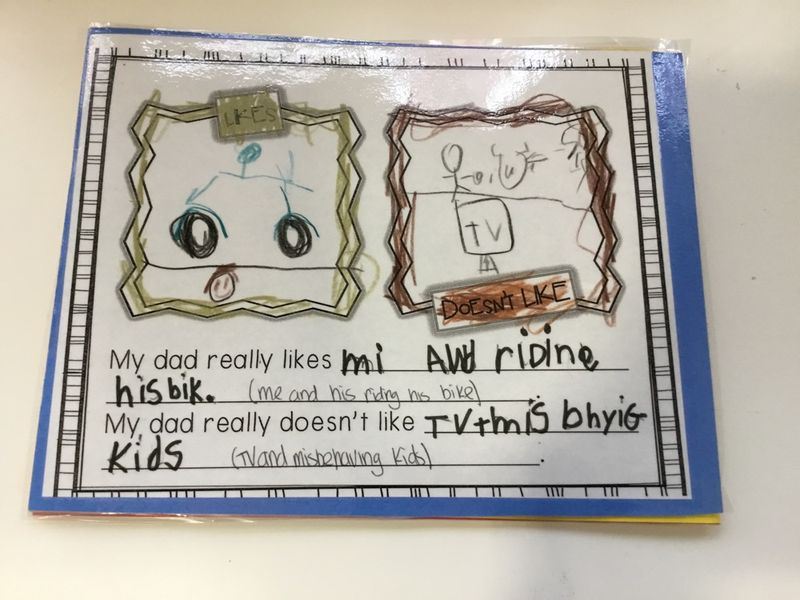 LIKES
TV
DOESN'T LIKE
My dad really likes mi AND ridine
hisbik. (me and his riding his bike)
My dad really doesn't like TV+mis bhyiG
KidS (TV and misbehaving kids).